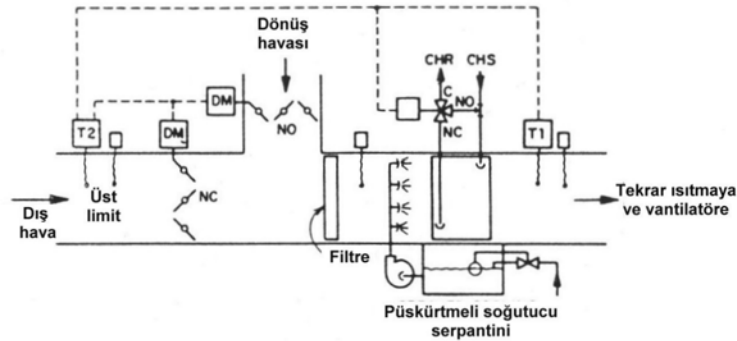 Dönüş
havası
CHR
CHS
C
NO
NC
DM
NO
T2
DM
T1
Üst
limit
NC
Dış
hava
Filtre
Tekrar ısıtmaya
ve vantilatöre
Püskürtmeli soğutucu
serpantini